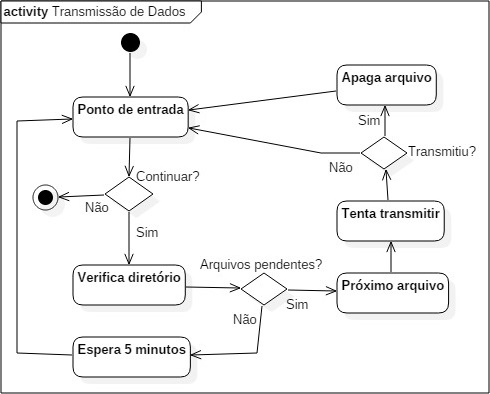 activity Transmissão de Dados
Apaga arquivo
Ponto de entrada
Sim
Transmitiu?
Não
Continuar?
Não
Tenta transmitir
Sim
Arquivos pendentes?
Verifica diretório
Próximo arquivo
Sim
Não
Espera 5 minutos